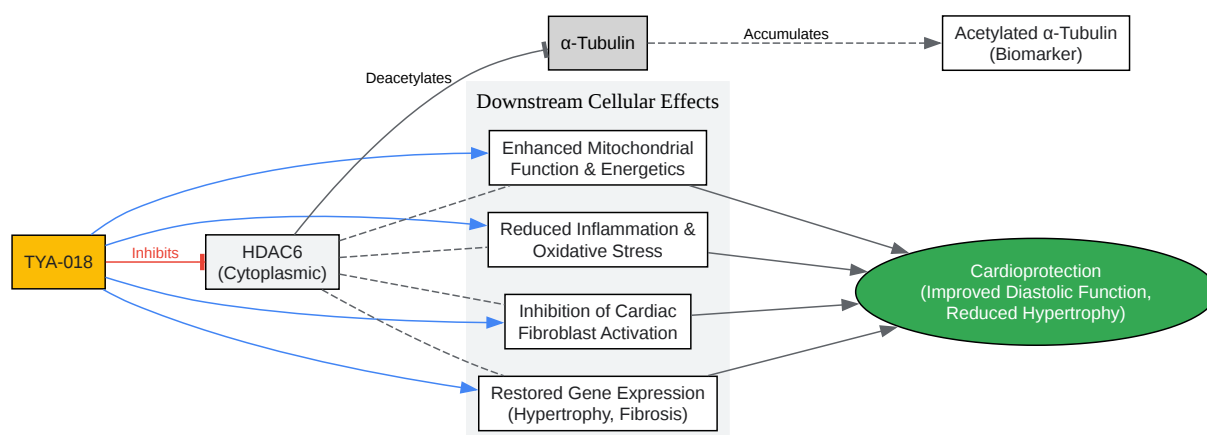 α-Tubulin
Accumulates
Acetylated α-Tubulin
(Biomarker)
Deacetylates
Downstream Cellular Effects
Enhanced Mitochondrial
Function & Energetics
Reduced Inflammation &
Oxidative Stress
TYA-018
Inhibits
HDAC6
(Cytoplasmic)
Inhibition of Cardiac
Fibroblast Activation
Restored Gene Expression
(Hypertrophy, Fibrosis)
Cardioprotection
(Improved Diastolic Function,
Reduced Hypertrophy)